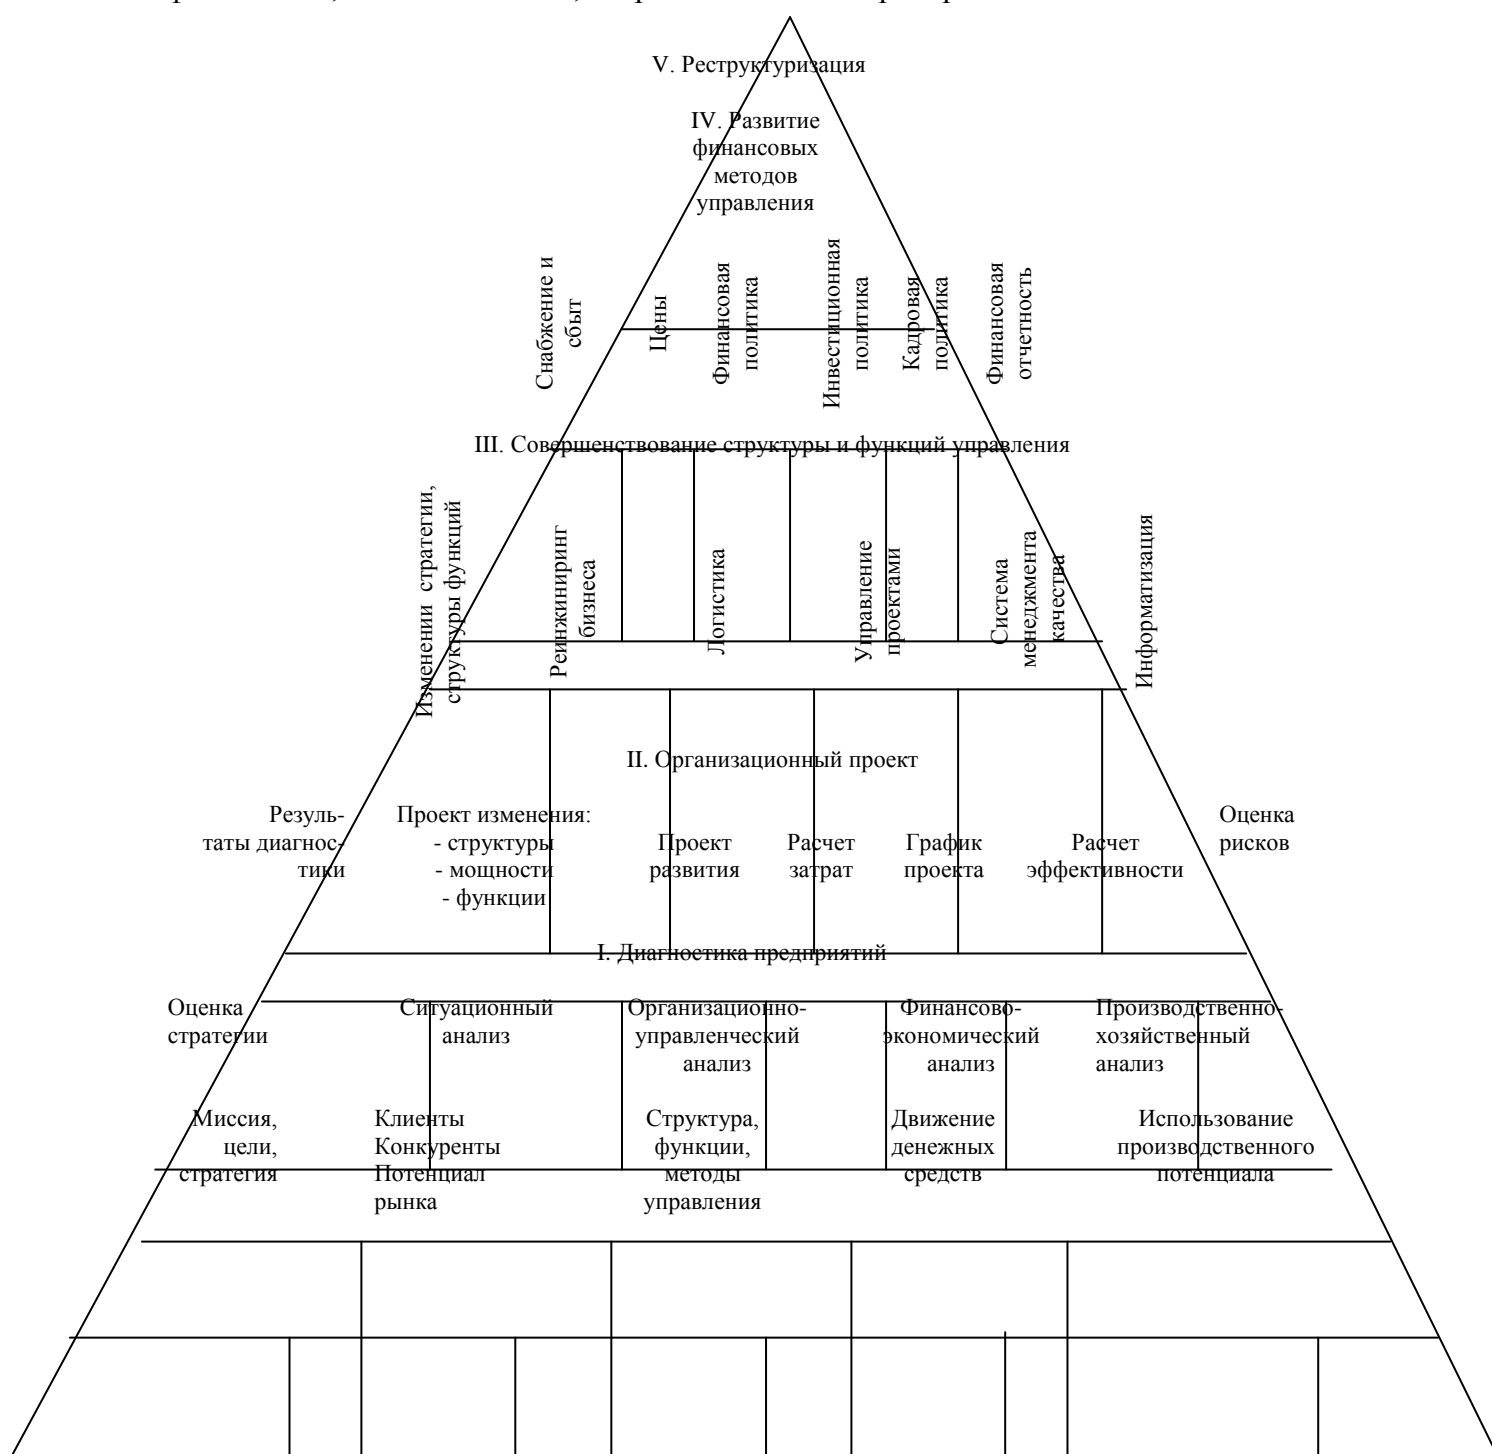 V. Реструктуризация
IV. Развитие
финансовых
методов
управления
Снабжение и
сбыт
Цены
Финансовая
политика
Инвестиционная
политика
Кадровая
политика
Финансовая
отчетность
III. Совершенствование структуры и функций управления
Изменении стратегии,
структуры функций
Реинжиниринг
бизнеса
Логистика
Управление
проектами
Система
менеджмента
качества
Информатизация
II. Организационный проект
Резуль-
таты диагнос-
тики
Проект изменения:
- структуры
- мощности
- функции
Проект
развития
Расчет
затрат
График
проекта
Расчет
эффективности
Оценка
рисков
I. Диагностика предприятий
Оценка
стратегии
Ситуационный
анализ
Организационно-
управленческий
анализ
Финансово-
экономический
анализ
Производственно-
хозяйственный
анализ
Миссия,
цели,
стратегия
Клиенты
Конкуренты
Потенциал
рынка
Структура,
функции,
методы
управления
Движение
денежных
средств
Использование
производственного
потенциала